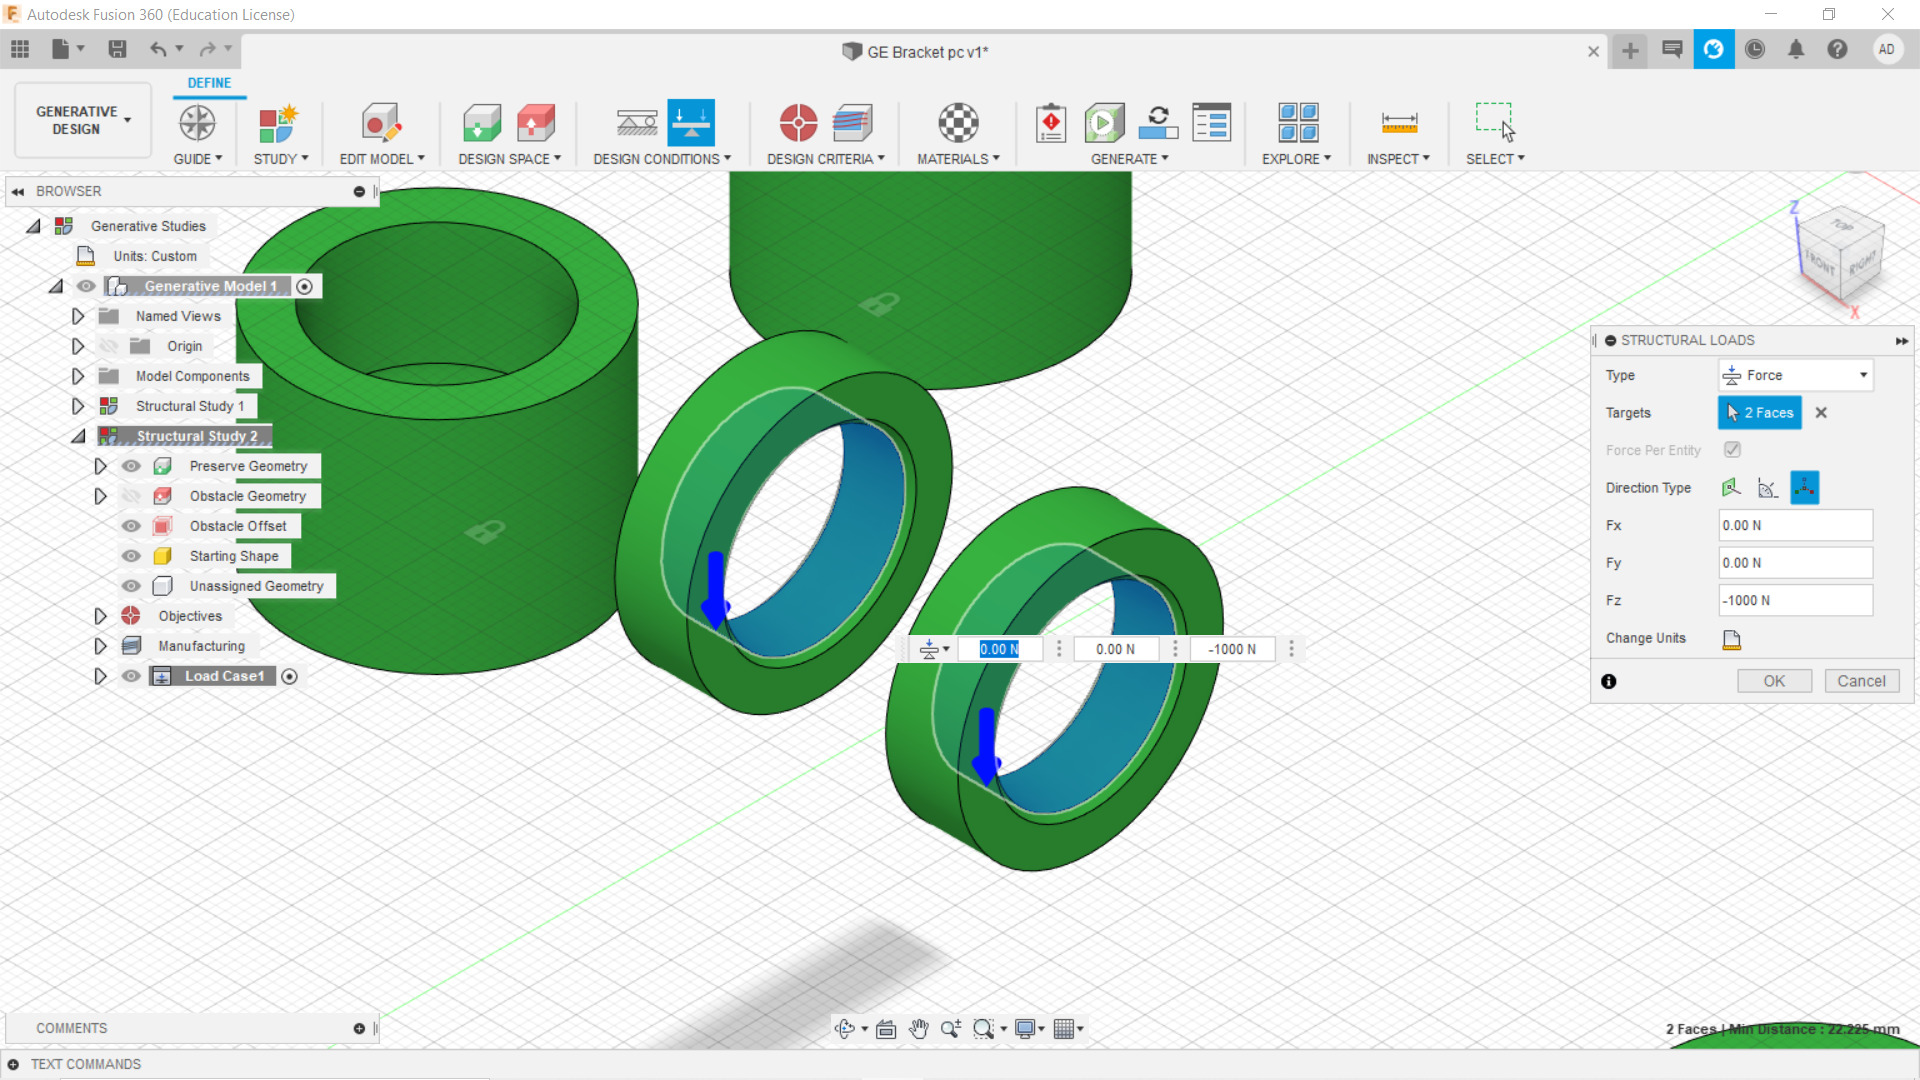 Autodesk Fusion 360 (Education License)
GE Bracket pc v1*
AD
DEFINE
GENERATIVE
DESIGN
GUIDE
STUDY
EDIT MODEL
DESIGN SPACE
DESIGN CONDITIONS
DESIGN CRITERIA
MATERIALS
GENERATE
EXPLORE
INSPECT
SELECT
BROWSER
Generative Studies
Units: Custom
Generative Model 1
Named Views
Origin
Model Components
Structural Study 1
Structural Study 2
Preserve Geometry
Obstacle Geometry
Obstacle Offset
Starting Shape
Unassigned Geometry
Objectives
Manufacturing
Load Case1
Z
TOP
FRONT
RIGHT
X
STRUCTURAL LOADS
Type Force
Targets 2 Faces
Force Per Entity
Direction Type
Fx 0.00 N
Fy 0.00 N
Fz -1000 N
Change Units
OK Cancel
0.00 N 0.00 N -1000 N
COMMENTS
2 Faces | Min Distance : 22.225 mm
TEXT COMMANDS